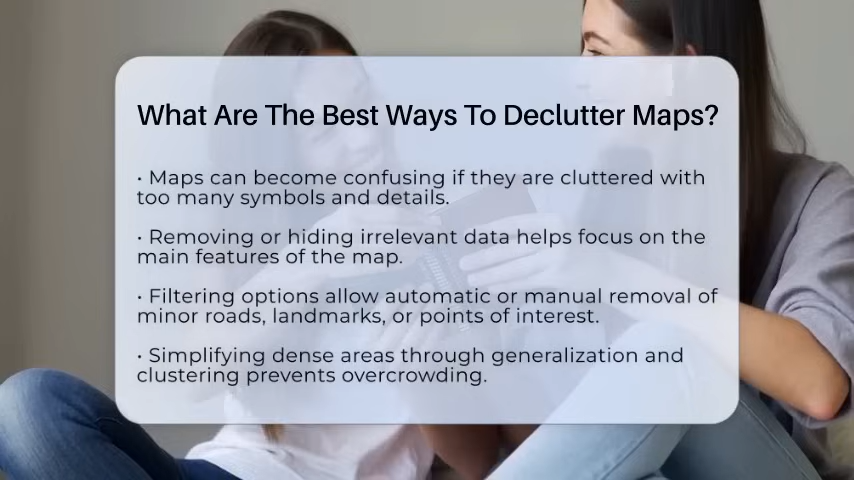 What Are The Best Ways To Declutter Maps?
• Maps can become confusing if they are cluttered with
too many symbols and details.
• Removing or hiding irrelevant data helps focus on the
main features of the map.
• Filtering options allow automatic or manual removal of
minor roads, landmarks, or points of interest.
• Simplifying dense areas through generalization and
clustering prevents overcrowding.